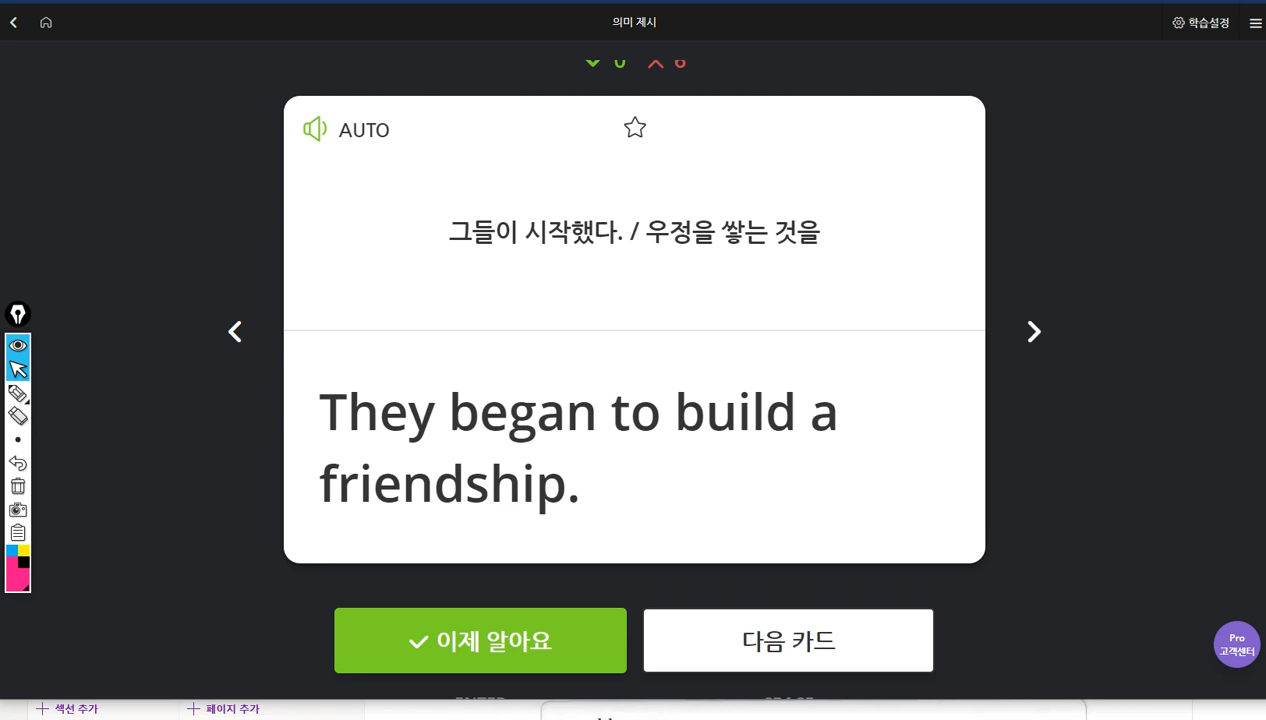 의미 제시
학습설정
0 6
AUTO
그들이 시작했다. / 우정을 쌓는 것을
They began to build a
friendship.
이제 알아요
다음 카드
Pro
고객센터
섹션 추가
페이지 추가